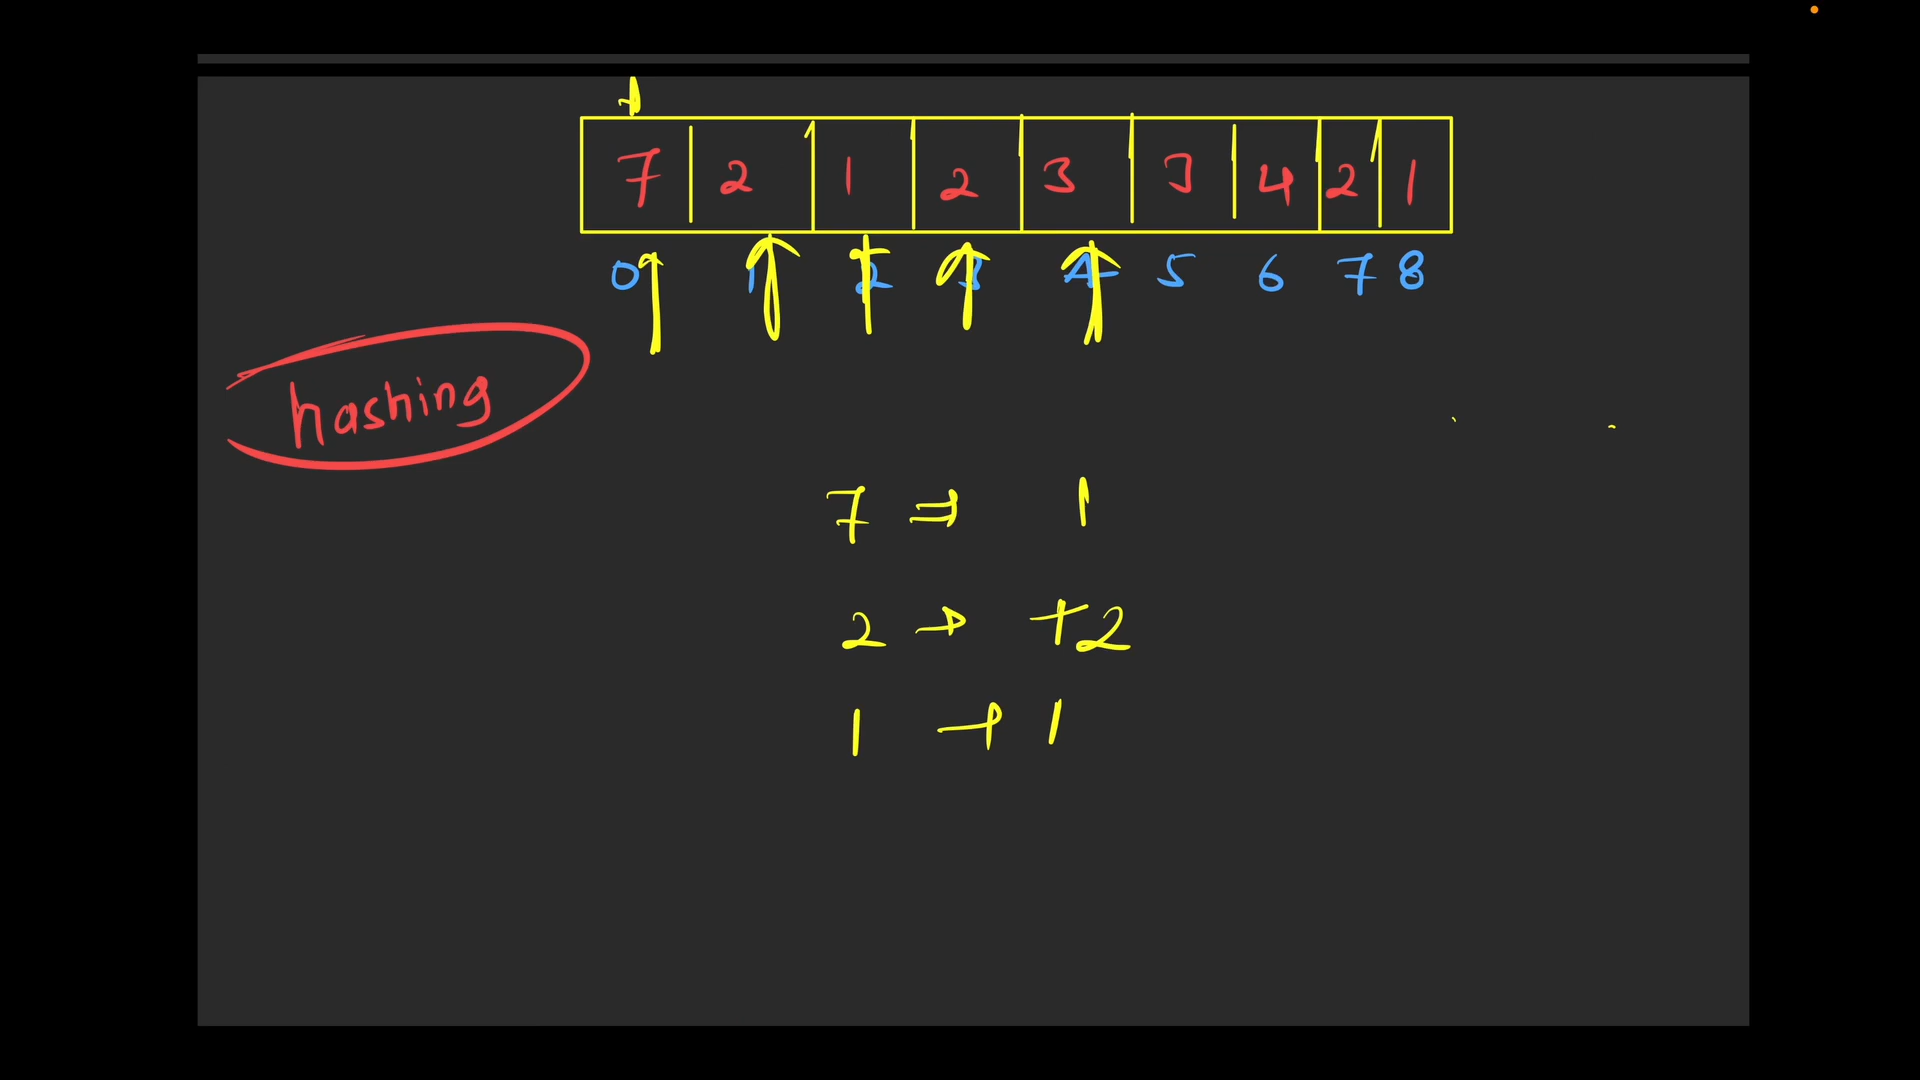 7 2 1 2 3 3 4 2 1
0 1 2 3 4 5 6 7 8
hashing
7 ⇒ 1
2 → +2
1 → 1